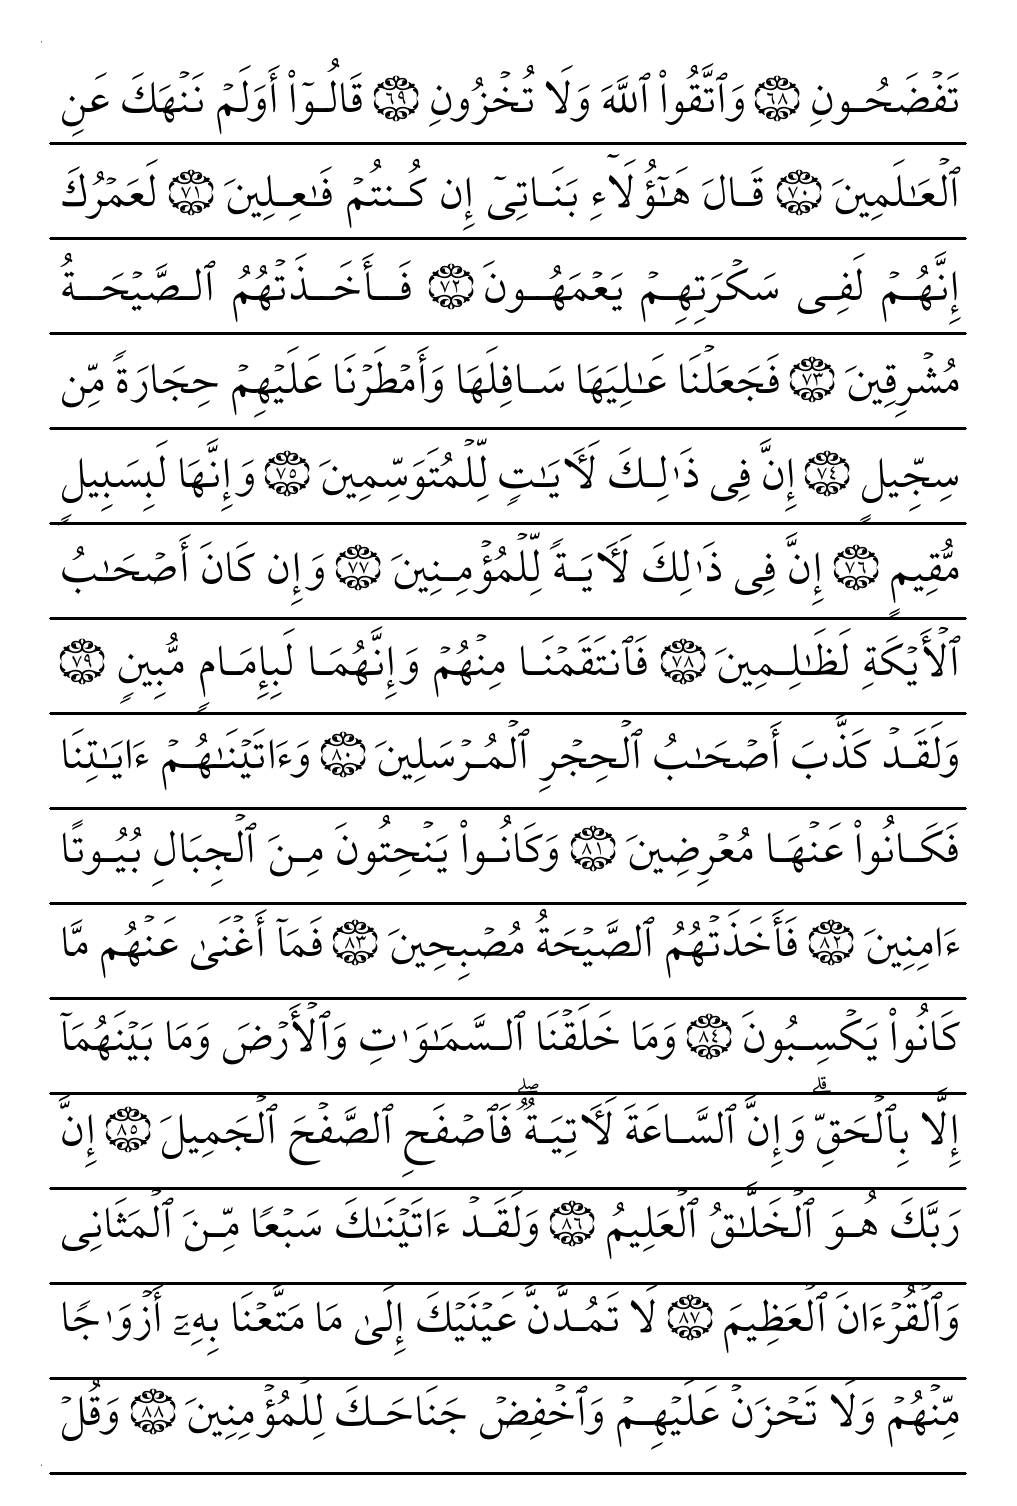 تَفۡضَحُونِ ﴿٦٨﴾ وَٱتَّقُواْ ٱللَّهَ وَلَا تُخۡزُونِ ﴿٦٩﴾ قَالُوٓاْ أَوَلَمۡ نَنۡهَكَ عَنِ
ٱلۡعَٰلَمِينَ ﴿٧٠﴾ قَالَ هَٰٓؤُلَآءِ بَنَاتِيٓ إِن كُنتُمۡ فَٰعِلِينَ ﴿٧١﴾ لَعَمۡرُكَ
إِنَّهُمۡ لَفِي سَكۡرَتِهِمۡ يَعۡمَهُونَ ﴿٧٢﴾ فَأَخَذَتۡهُمُ ٱلصَّيۡحَةُ
مُشۡرِقِينَ ﴿٧٣﴾ فَجَعَلۡنَا عَٰلِيَهَا سَافِلَهَا وَأَمۡطَرۡنَا عَلَيۡهِمۡ حِجَارَةٗ مِّن
سِجِّيلٍ ﴿٧٤﴾ إِنَّ فِي ذَٰلِكَ لَأٓيَٰتٖ لِّلۡمُتَوَسِّمِينَ ﴿٧٥﴾ وَإِنَّهَا لَبِسَبِيلٖ
مُّقِيمٍ ﴿٧٦﴾ إِنَّ فِي ذَٰلِكَ لَأٓيَةٗ لِّلۡمُؤۡمِنِينَ ﴿٧٧﴾ وَإِن كَانَ أَصۡحَٰبُ
ٱلۡأَيۡكَةِ لَظَٰلِمِينَ ﴿٧٨﴾ فَٱنتَقَمۡنَا مِنۡهُمۡ وَإِنَّهُمَا لَبِإِمَامٖ مُّبِينٖ ﴿٧٩﴾
وَلَقَدۡ كَذَّبَ أَصۡحَٰبُ ٱلۡحِجۡرِ ٱلۡمُرۡسَلِينَ ﴿٨٠﴾ وَءَاتَيۡنَٰهُمۡ ءَايَٰتِنَا
فَكَانُواْ عَنۡهَا مُعۡرِضِينَ ﴿٨١﴾ وَكَانُواْ يَنۡحِتُونَ مِنَ ٱلۡجِبَالِ بُيُوتًا
ءَامِنِينَ ﴿٨٢﴾ فَأَخَذَتۡهُمُ ٱلصَّيۡحَةُ مُصۡبِحِينَ ﴿٨٣﴾ فَمَآ أَغۡنَىٰ عَنۡهُم مَّا
كَانُواْ يَكۡسِبُونَ ﴿٨٤﴾ وَمَا خَلَقۡنَا ٱلسَّمَٰوَٰتِ وَٱلۡأَرۡضَ وَمَا بَيۡنَهُمَآ
إِلَّا بِٱلۡحَقِّۗ وَإِنَّ ٱلسَّاعَةَ لَأٓتِيَةٞۖ فَٱصۡفَحِ ٱلصَّفۡحَ ٱلۡجَمِيلَ ﴿٨٥﴾ إِنَّ
رَبَّكَ هُوَ ٱلۡخَلَّٰقُ ٱلۡعَلِيمُ ﴿٨٦﴾ وَلَقَدۡ ءَاتَيۡنَٰكَ سَبۡعٗا مِّنَ ٱلۡمَثَانِي
وَٱلۡقُرۡءَانَ ٱلۡعَظِيمَ ﴿٨٧﴾ لَا تَمُدَّنَّ عَيۡنَيۡكَ إِلَىٰ مَا مَتَّعۡنَا بِهِۦٓ أَزۡوَٰجٗا
مِّنۡهُمۡ وَلَا تَحۡزَنۡ عَلَيۡهِمۡ وَٱخۡفِضۡ جَنَاحَكَ لِلۡمُؤۡمِنِينَ ﴿٨٨﴾ وَقُلۡ